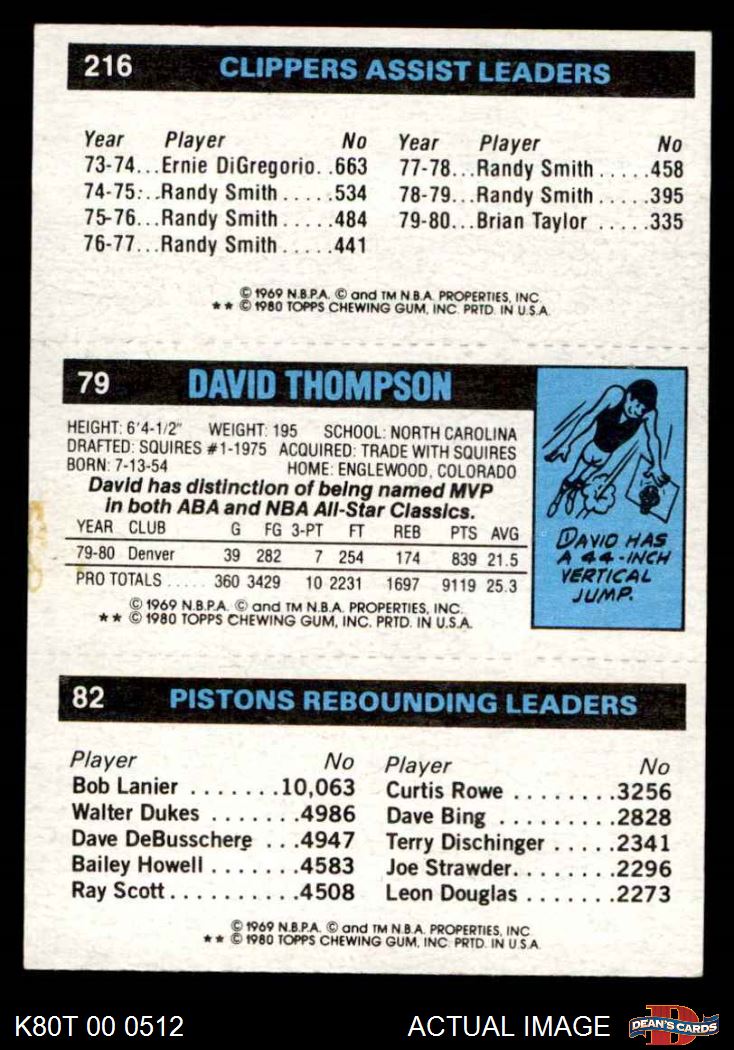 216 CLIPPERS ASSIST LEADERS
Year Player No Year Player No
73-74...Ernie DiGregorio..663 77-78...Randy Smith.....458
74-75:..Randy Smith.....534 78-79...Randy Smith.....395
75-76...Randy Smith.....484 79-80...Brian Taylor.....335
76-77...Randy Smith.....441
© 1969 N.B.P.A. © and TM N.B.A. PROPERTIES, INC.
** © 1980 TOPPS CHEWING GUM, INC. PRTD. IN U.S.A.
79 DAVID THOMPSON
HEIGHT: 6'4-1/2" WEIGHT: 195 SCHOOL: NORTH CAROLINA
DRAFTED: SQUIRES #1-1975 ACQUIRED: TRADE WITH SQUIRES
BORN: 7-13-54 HOME: ENGLEWOOD, COLORADO
David has distinction of being named MVP
in both ABA and NBA All-Star Classics.
YEAR CLUB G FG 3-PT FT REB PTS AVG
79-80 Denver 39 282 7 254 174 839 21.5
PRO TOTALS..... 360 3429 10 2231 1697 9119 25.3
© 1969 N.B.P.A. © and TM N.B.A. PROPERTIES, INC.
** © 1980 TOPPS CHEWING GUM, INC. PRTD. IN U.S.A.
DAVID HAS
A 44-INCH
VERTICAL
JUMP.
82 PISTONS REBOUNDING LEADERS
Player No Player No
Bob Lanier........10,063 Curtis Rowe........3256
Walter Dukes.......4986 Dave Bing.........2828
Dave DeBusschere...4947 Terry Dischinger.....2341
Bailey Howell.......4583 Joe Strawder........2296
Ray Scott..........4508 Leon Douglas.......2273
© 1969 N.B.P.A. © and TM N.B.A. PROPERTIES, INC.
** © 1980 TOPPS CHEWING GUM, INC. PRTD. IN U.S.A.
K80T 00 0512 ACTUAL IMAGE D DEAN'S CARDS